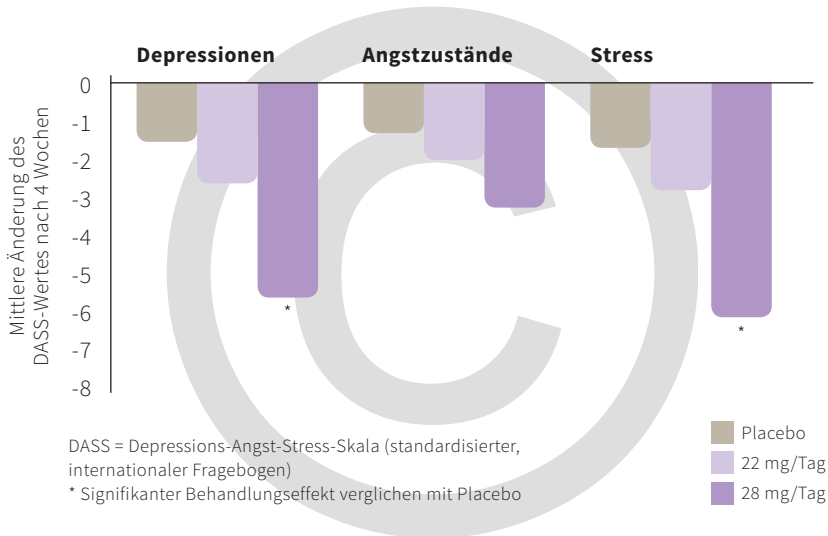 Depressionen Angstzustände Stress
0
-1
-2
-3
-4
-5
-6
-7
-8
Mittlere Änderung des
DASS-Wertes nach 4 Wochen
*
*
DASS = Depressions-Angst-Stress-Skala (standardisierter,
internationaler Fragebogen)
* Signifikanter Behandlungseffekt verglichen mit Placebo
Placebo
22 mg/Tag
28 mg/Tag
©